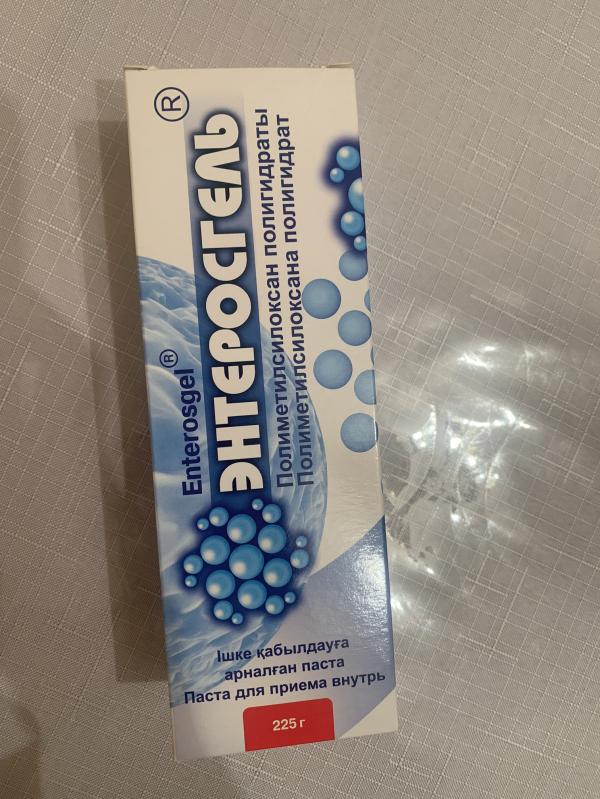 ®
Enterosgel®
ЭНТЕРОСГЕЛЬ
Полиметилсилоксан полигидраты
Полиметилсилоксана полигидрат
Ішке қабылдауға
арналған паста
Паста для приема внутрь
225 г